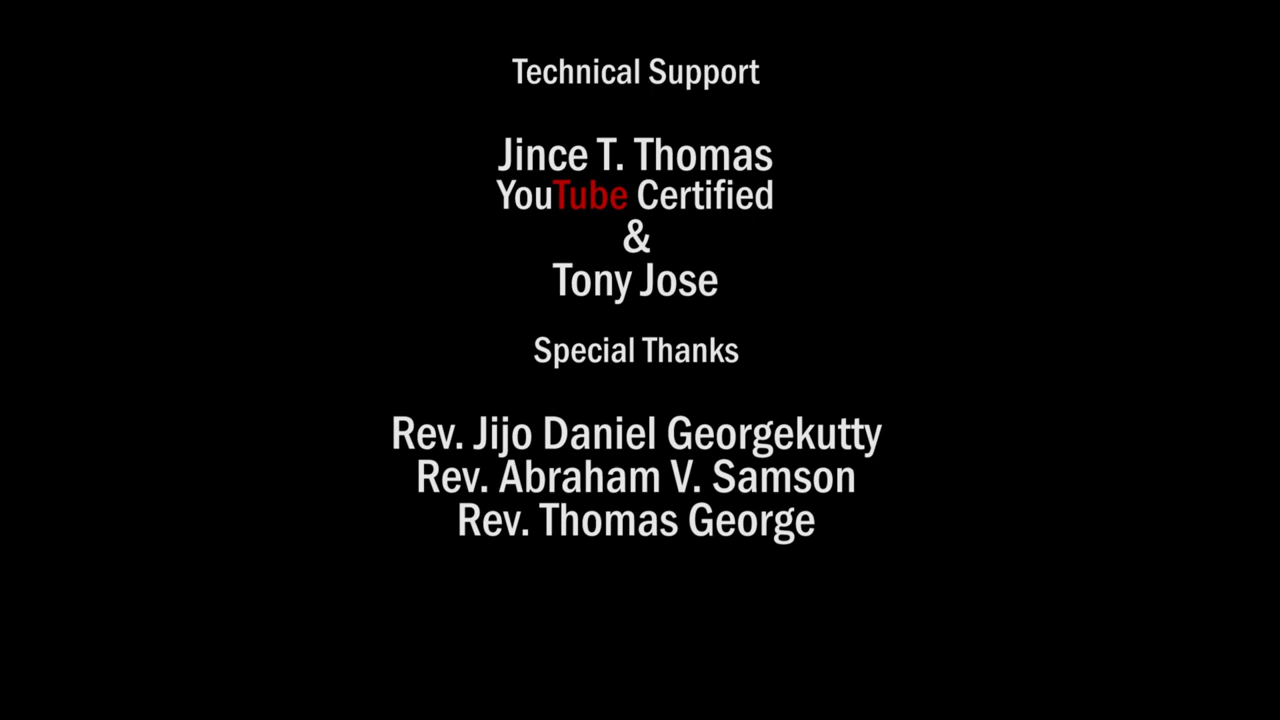 Technical Support
Jince T. Thomas
YouTube Certified
&
Tony Jose
Special Thanks
Rev. Jijo Daniel Georgekutty
Rev. Abraham V. Samson
Rev. Thomas George